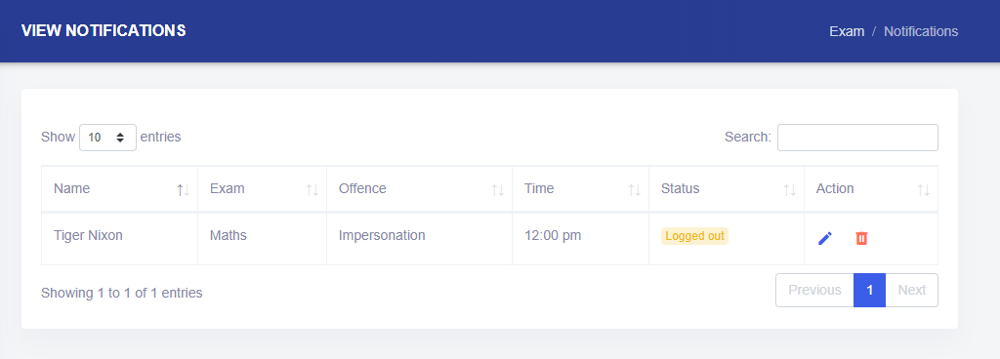 VIEW NOTIFICATIONS
Exam / Notifications
Show 10 entries
Search:
Name Exam Offence Time Status Action
Tiger Nixon Maths Impersonation 12:00 pm Logged out
Showing 1 to 1 of 1 entries
Previous 1 Next